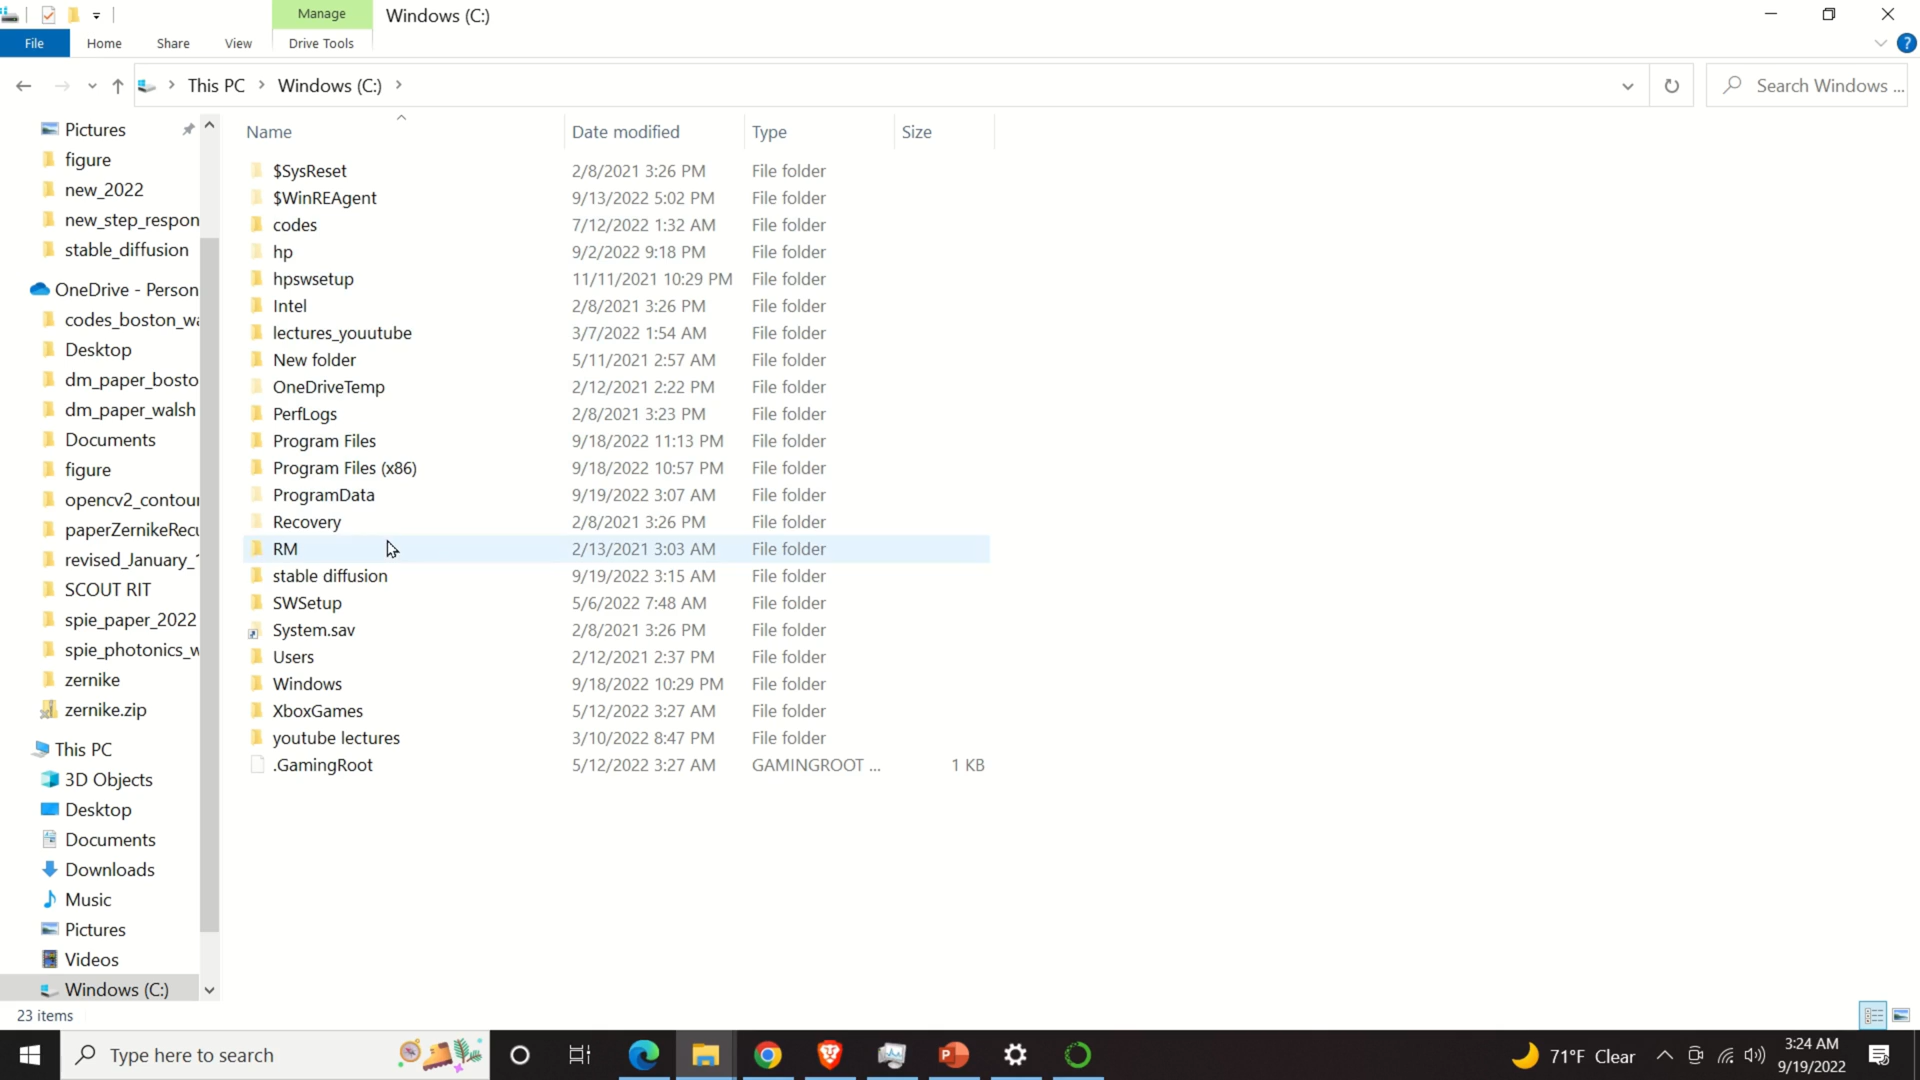 Manage
Windows (C:)
File
Home
Share
View
Drive Tools
?
This PC
Windows (C:)
Search Windows ...
Pictures
figure
new_2022
new_step_respon
stable_diffusion
OneDrive - Person
codes_boston_wa
Desktop
dm_paper_bosto
dm_paper_walsh
Documents
figure
opencv2_contour
paperZernikeRecu
revised_January_1
SCOUT RIT
spie_paper_2022
spie_photonics_w
zernike
zernike.zip
This PC
3D Objects
Desktop
Documents
Downloads
Music
Pictures
Videos
Windows (C:)
Name Date modified Type Size
$SysReset 2/8/2021 3:26 PM File folder
$WinREAgent 9/13/2022 5:02 PM File folder
codes 7/12/2022 1:32 AM File folder
hp 9/2/2022 9:18 PM File folder
hpswsetup 11/11/2021 10:29 PM File folder
Intel 2/8/2021 3:26 PM File folder
lectures_yououtube 3/7/2022 1:54 AM File folder
New folder 5/11/2021 2:57 AM File folder
OneDriveTemp 2/12/2021 2:22 PM File folder
PerfLogs 2/8/2021 3:23 PM File folder
Program Files 9/18/2022 11:13 PM File folder
Program Files (x86) 9/18/2022 10:57 PM File folder
ProgramData 9/19/2022 3:07 AM File folder
Recovery 2/8/2021 3:26 PM File folder
RM 2/13/2021 3:03 AM File folder
stable diffusion 9/19/2022 3:15 AM File folder
SWSetup 5/6/2022 7:48 AM File folder
System.sav 2/8/2021 3:26 PM File folder
Users 2/12/2021 2:37 PM File folder
Windows 9/18/2022 10:29 PM File folder
XboxGames 5/12/2022 3:27 AM File folder
youtube lectures 3/10/2022 8:47 PM File folder
.GamingRoot 5/12/2022 3:27 AM GAMINGROOT ... 1 KB
23 items
Type here to search
71°F Clear
3:24 AM
9/19/2022